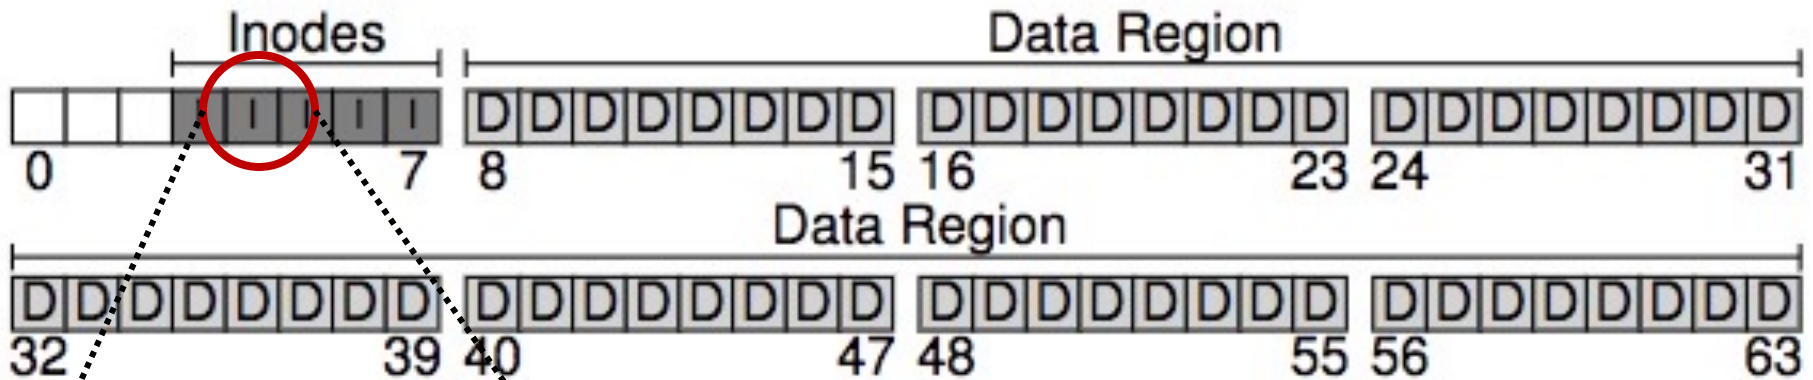 Inodes Data Region
I I I I I D D D D D D D D D D D D D D D D D D D D D D D D
0 7 8 15 16 23 24 31
Data Region
D D D D D D D D D D D D D D D D D D D D D D D D D D D D D D D D
32 39 40 47 48 55 56 63